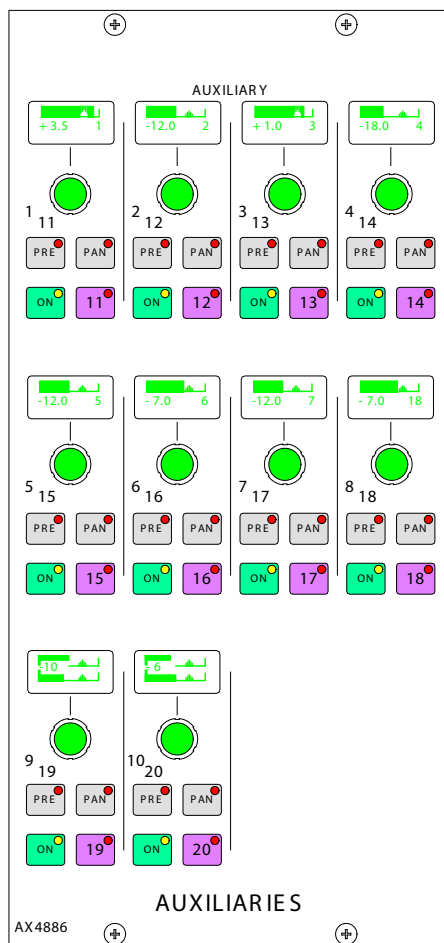 AUXILIARY
+ 3.5 1 -12.0 2 + 1.0 3 -18.0 4
1 2 3 4
11 12 13 14
PRE PAN PRE PAN PRE PAN PRE PAN
ON 11 ON 12 ON 13 ON 14
-12.0 5 - 7.0 6 -12.0 7 - 7.0 18
5 6 7 8
15 16 17 18
PRE PAN PRE PAN PRE PAN PRE PAN
ON 15 ON 16 ON 17 ON 18
-10 - 6
9 10
19 20
PRE PAN PRE PAN
ON 19 ON 20
AUXILIARIES
AX4886